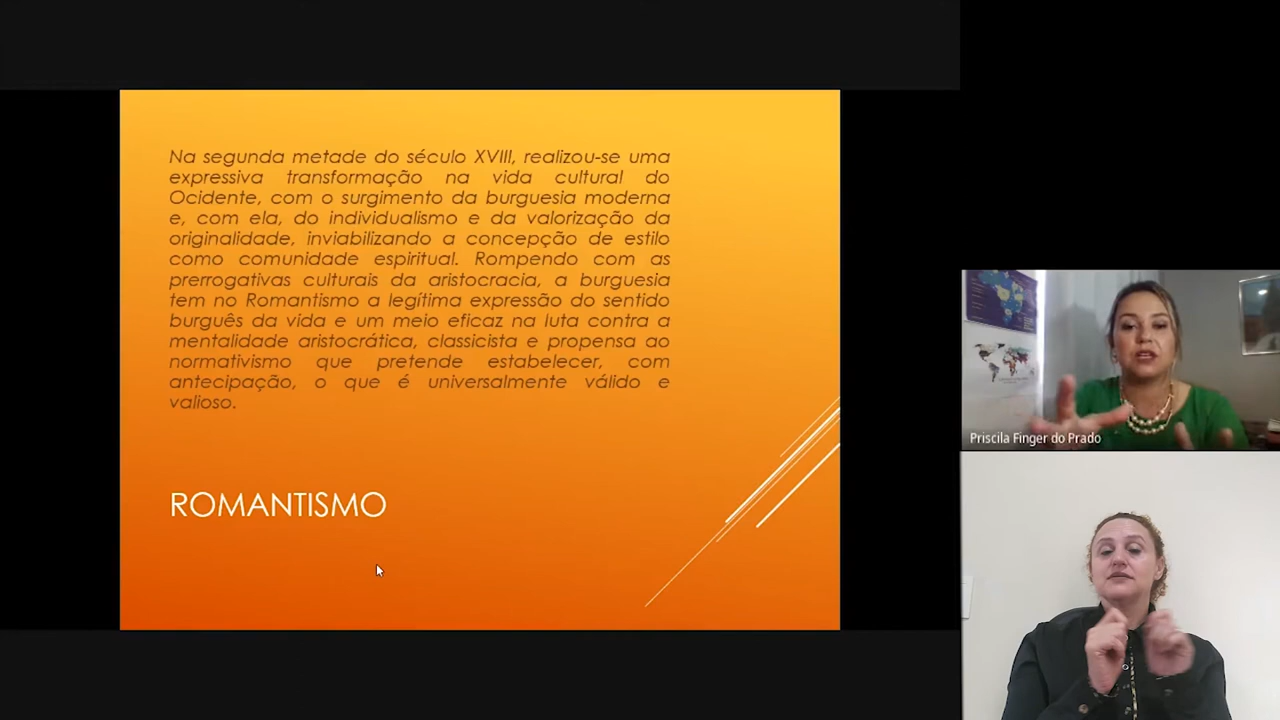 Na segunda metade do século XVIII, realizou-se uma
expressiva transformação na vida cultural do
Ocidente, com o surgimento da burguesia moderna
e, com ela, do individualismo e da valorização da
originalidade, inviabilizando a concepção de estilo
como comunidade espiritual. Rompendo com as
prerrogativas culturais da aristocracia, a burguesia
tem no Romantismo a legítima expressão do sentido
burguês da vida e um meio eficaz na luta contra a
mentalidade aristocrática, classicista e propensa ao
normativismo que pretende estabelecer, com
antecipação, o que é universalmente válido e
valioso.
ROMANTISMO
Priscila Finger do Prado